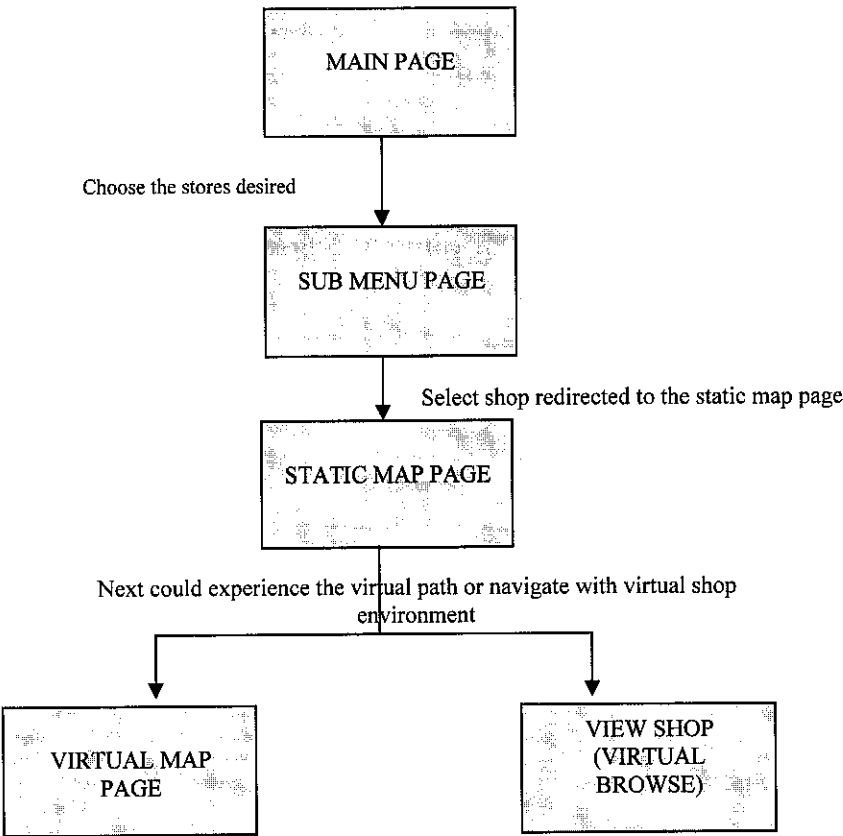 MAIN PAGE
Choose the stores desired
SUB MENU PAGE
Select shop redirected to the static map page
STATIC MAP PAGE
Next could experience the virtual path or navigate with virtual shop
environment
VIRTUAL MAP
PAGE
VIEW SHOP
(VIRTUAL
BROWSE)